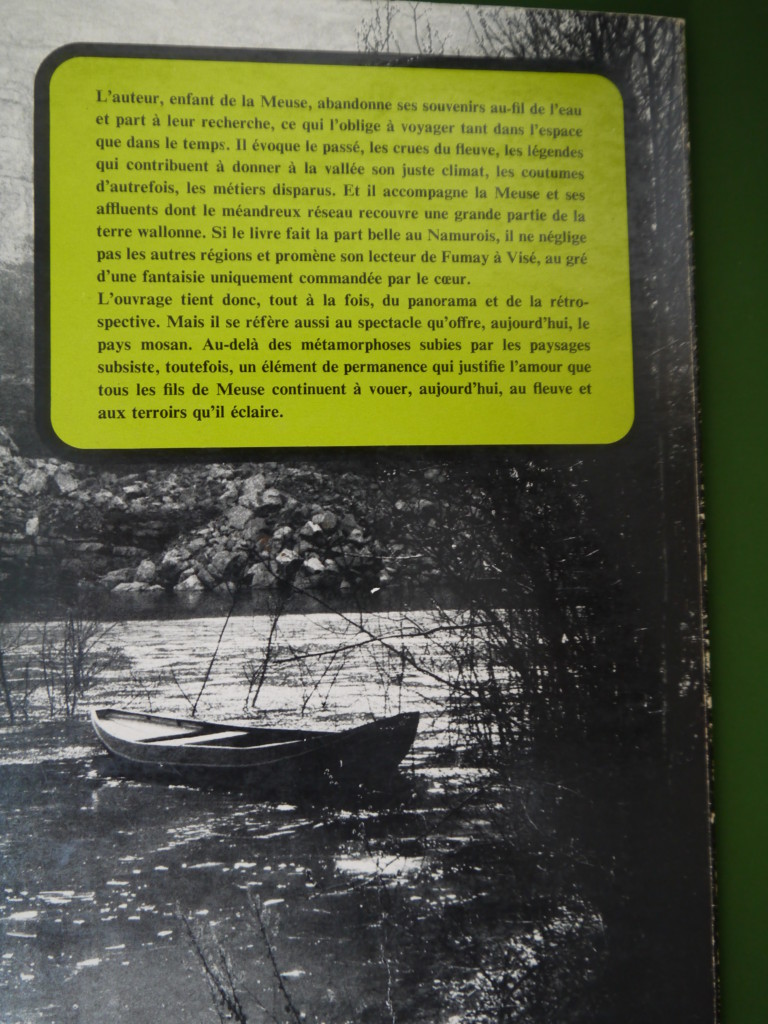 L'auteur, enfant de la Meuse, abandonne ses souvenirs au-fil de l'eau
et part à leur recherche, ce qui l'oblige à voyager tant dans l'espace
que dans le temps. Il évoque le passé, les crues du fleuve, les légendes
qui contribuent à donner à la vallée son juste climat, les coutumes
d'autrefois, les métiers disparus. Et il accompagne la Meuse et ses
affluents dont le méandreux réseau recouvre une grande partie de la
terre wallonne. Si le livre fait la part belle au Namurois, il ne néglige
pas les autres régions et promène son lecteur de Fumay à Visé, au gré
d'une fantaisie uniquement commandée par le cœur.
L'ouvrage tient donc, tout à la fois, du panorama et de la rétro-
spective. Mais il se réfère aussi au spectacle qu'offre, aujourd'hui, le
pays mosan. Au-delà des métamorphoses subies par les paysages
subsiste, toutefois, un élément de permanence qui justifie l'amour que
tous les fils de Meuse continuent à vouer, aujourd'hui, au fleuve et
aux terroirs qu'il éclaire.